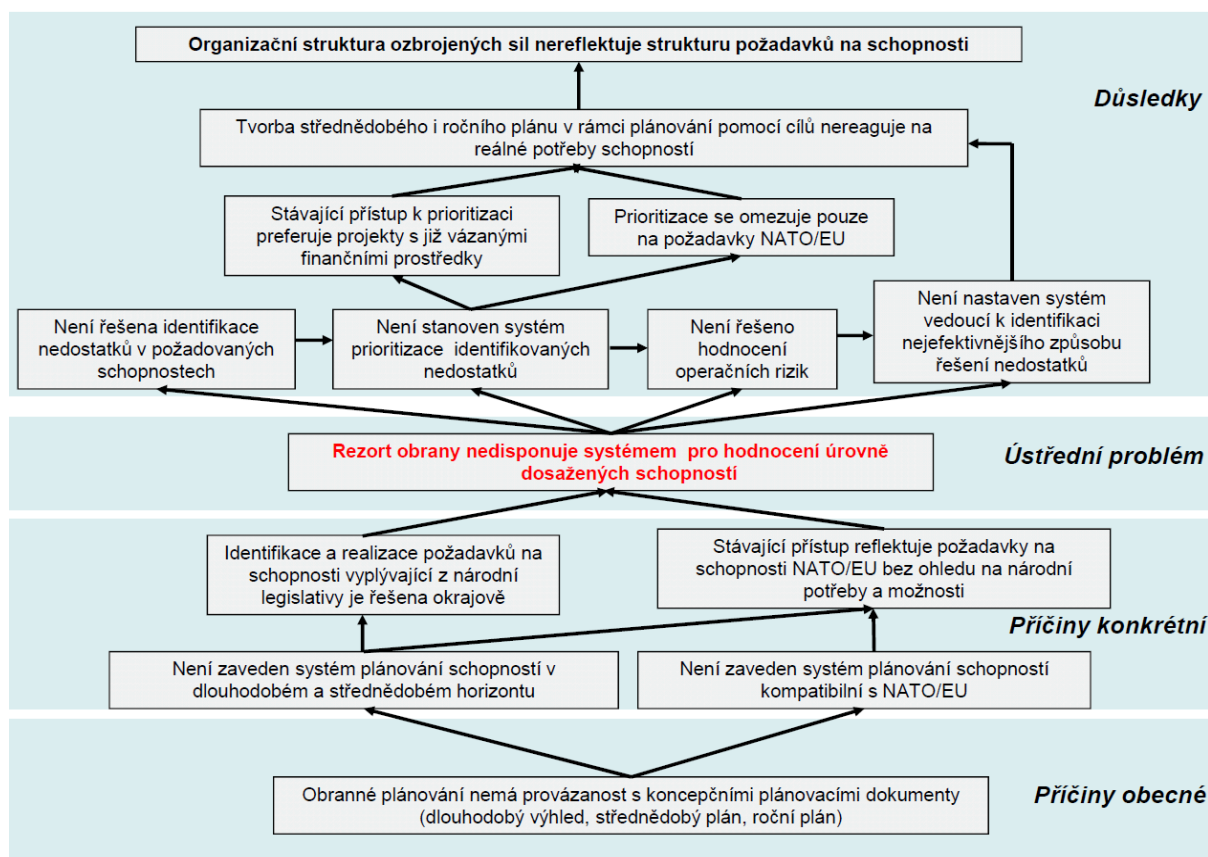 Organizační struktura ozbrojených sil nereflektuje strukturu požadavků na schopnosti
Důsledky
Tvorba střednědobého i ročního plánu v rámci plánování pomocí cílů nereaguje na
reálné potřeby schopností
Stávající přístup k prioritizaci
preferuje projekty s již vázanými
finančními prostředky
Prioritizace se omezuje pouze
na požadavky NATO/EU
Není řešena identifikace
nedostatků v požadovaných
schopnostech
Není stanoven systém
prioritizace identifikovaných
nedostatků
Není řešeno
hodnocení
operačních rizik
Není nastaven systém
vedoucí k identifikaci
nejefektivnějšího způsobu
řešení nedostatků
Rezort obrany nedisponuje systémem pro hodnocení úrovně
dosažených schopností
Ústřední problém
Identifikace a realizace požadavků na
schopnosti vyplývající z národní
legislativy je řešena okrajově
Stávající přístup reflektuje požadavky na
schopnosti NATO/EU bez ohledu na národní
potřeby a možnosti
Příčiny konkrétní
Není zaveden systém plánování schopností v
dlouhodobém a střednědobém horizontu
Není zaveden systém plánování schopností
kompatibilní s NATO/EU
Obranné plánování nemá provázanost s koncepčními plánovacími dokumenty
(dlouhodobý výhled, střednědobý plán, roční plán)
Příčiny obecné